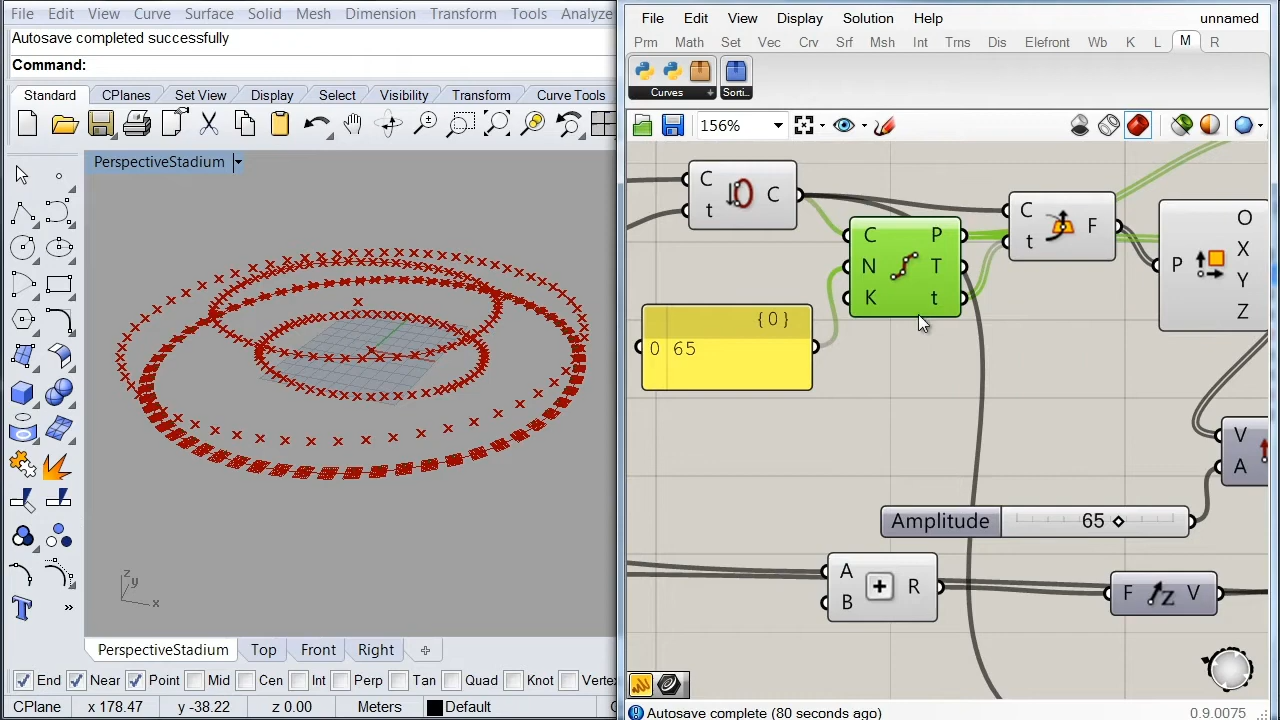 File Edit View Curve Surface Solid Mesh Dimension Transform Tools Analyze
Autosave completed successfully
Command:
Standard CPlanes Set View Display Select Visibility Transform Curve Tools
PerspectiveStadium
z
y
x
PerspectiveStadium Top Front Right
End Near Point Mid Cen Int Perp Tan Quad Knot
CPlane x 178.47 y -38.22 z 0.00 Meters Default
File Edit View Display Solution Help unnamed
Prm Math Set Vec Crv Srf Msh Int Trns Dis Elefront Wb K L M R
Curves Sorti..
156%
C t C
C N K P T t
C t F
P O X Y Z
{0}
0 65
V A
Amplitude 65
A B R
F V
Autosave complete (80 seconds ago) 0.9.0075